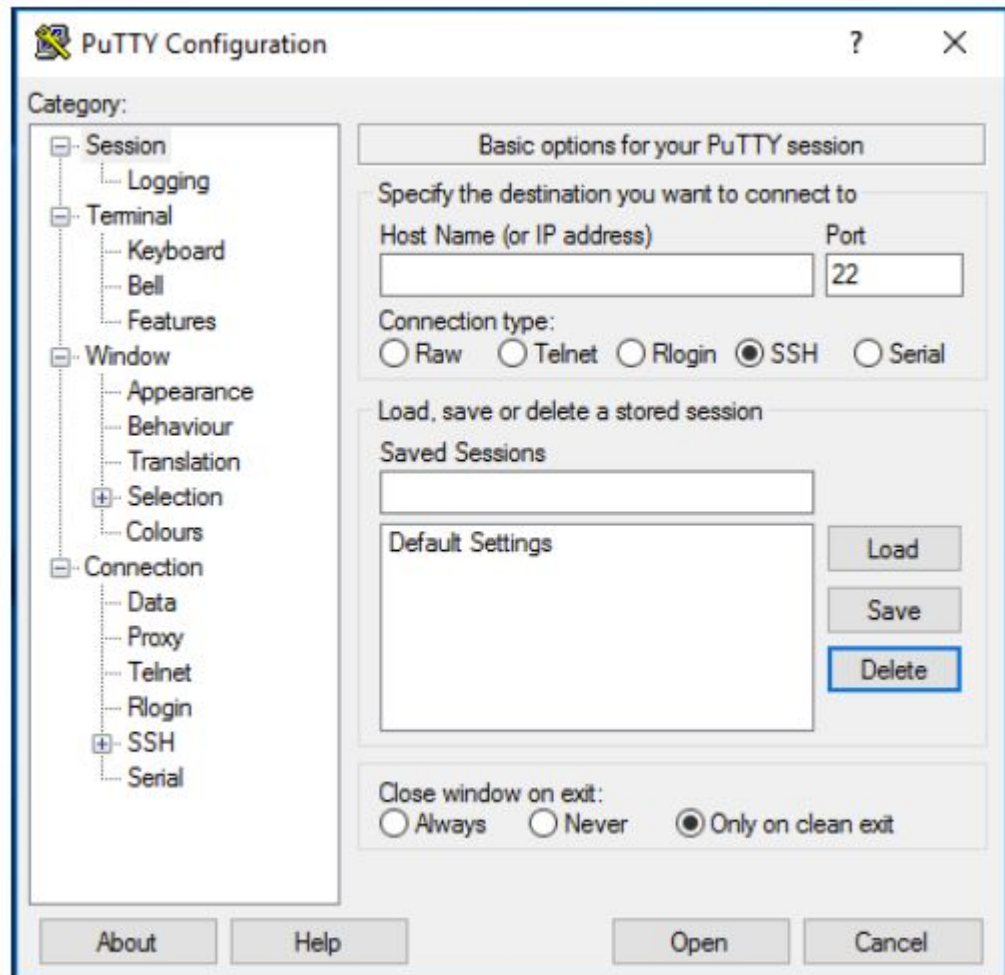 PuTTY Configuration
?
Category:
Session
Logging
Terminal
Keyboard
Bell
Features
Window
Appearance
Behaviour
Translation
Selection
Colours
Connection
Data
Proxy
Telnet
Rlogin
SSH
Serial
Basic options for your PuTTY session
Specify the destination you want to connect to
Host Name (or IP address) Port
22
Connection type:
Raw Telnet Rlogin SSH Serial
Load, save or delete a stored session
Saved Sessions
Default Settings
Load
Save
Delete
Close window on exit:
Always Never Only on clean exit
About Help Open Cancel